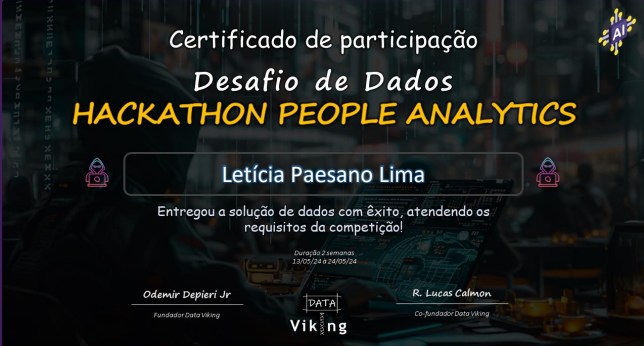 AI
Certificado de participação
Desafio de Dados
HACKATHON PEOPLE ANALYTICS
Letícia Paesano Lima
Entregou a solução de dados com êxito, atendendo os
requisitos da competição!
Duração 2 semanas
13/05/24 à 24/05/24
Odemir Depieri Jr
Fundador Data Viking
R. Lucas Calmon
Co-fundador Data Viking
DATA
Viking